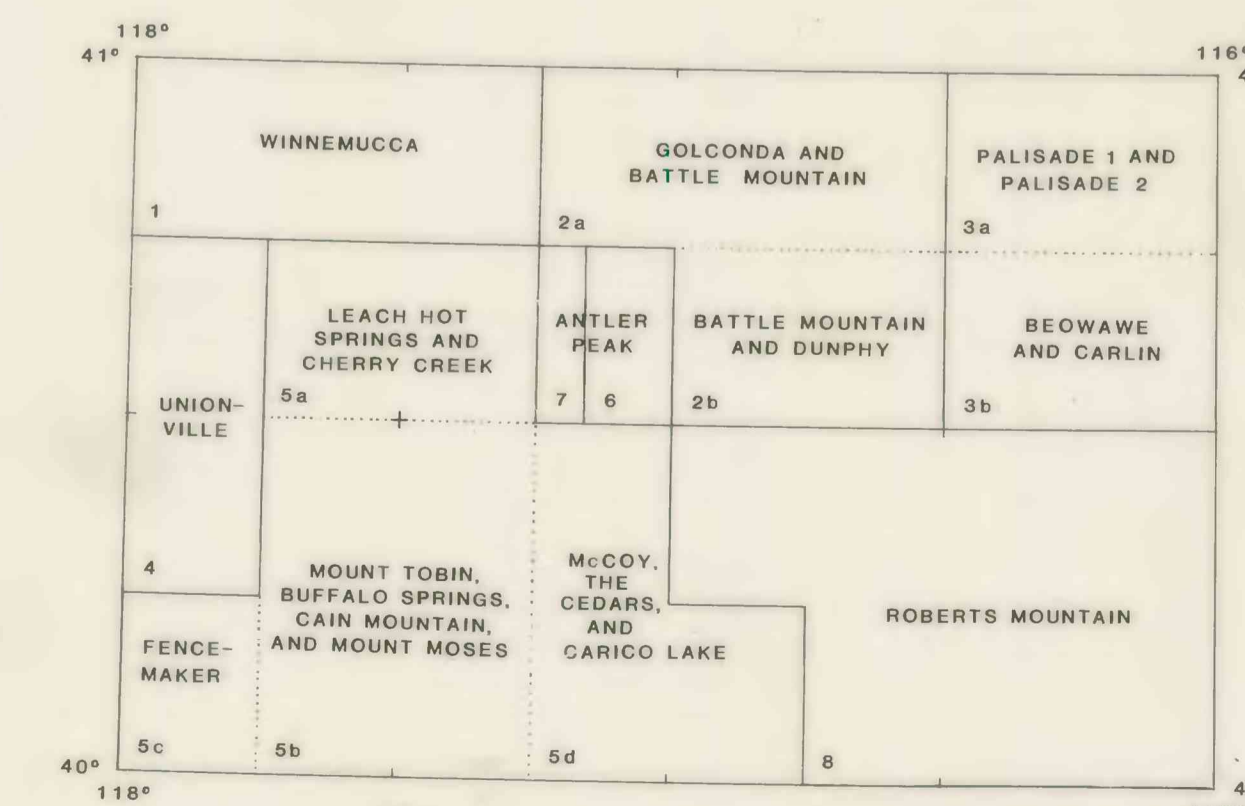 118°
41°
116°
4
WINNEMUCCA
1
GOLCONDA AND
BATTLE MOUNTAIN
2a
PALISADE 1 AND
PALISADE 2
3a
UNION-
VILLE
4
LEACH HOT
SPRINGS AND
CHERRY CREEK
5a
ANTLER
PEAK
7
6
BATTLE MOUNTAIN
AND DUNPHY
2b
BEOWAWE
AND CARLIN
3b
FENCE-
MAKER
5c
MOUNT TOBIN,
BUFFALO SPRINGS,
CAIN MOUNTAIN,
AND MOUNT MOSES
5b
McCOY,
THE
CEDARS,
AND
CARICO LAKE
5d
ROBERTS MOUNTAIN
8
40°
118°
4